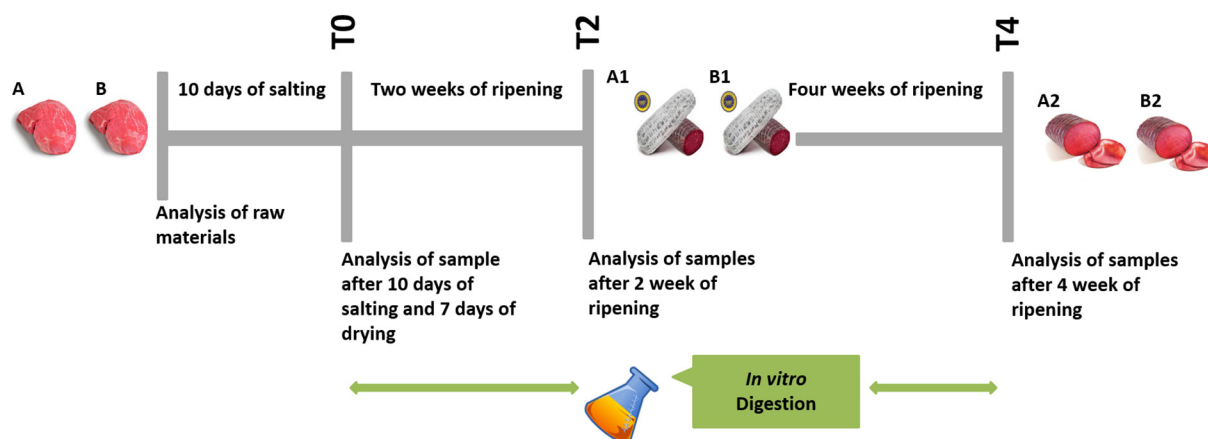 T0
T2
T4
A
B
10 days of salting
Two weeks of ripening
A1
B1
Four weeks of ripening
A2
B2
Analysis of raw
materials
Analysis of sample
after 10 days of
salting and 7 days of
drying
Analysis of samples
after 2 week of
ripening
Analysis of samples
after 4 week of
ripening
In vitro
Digestion